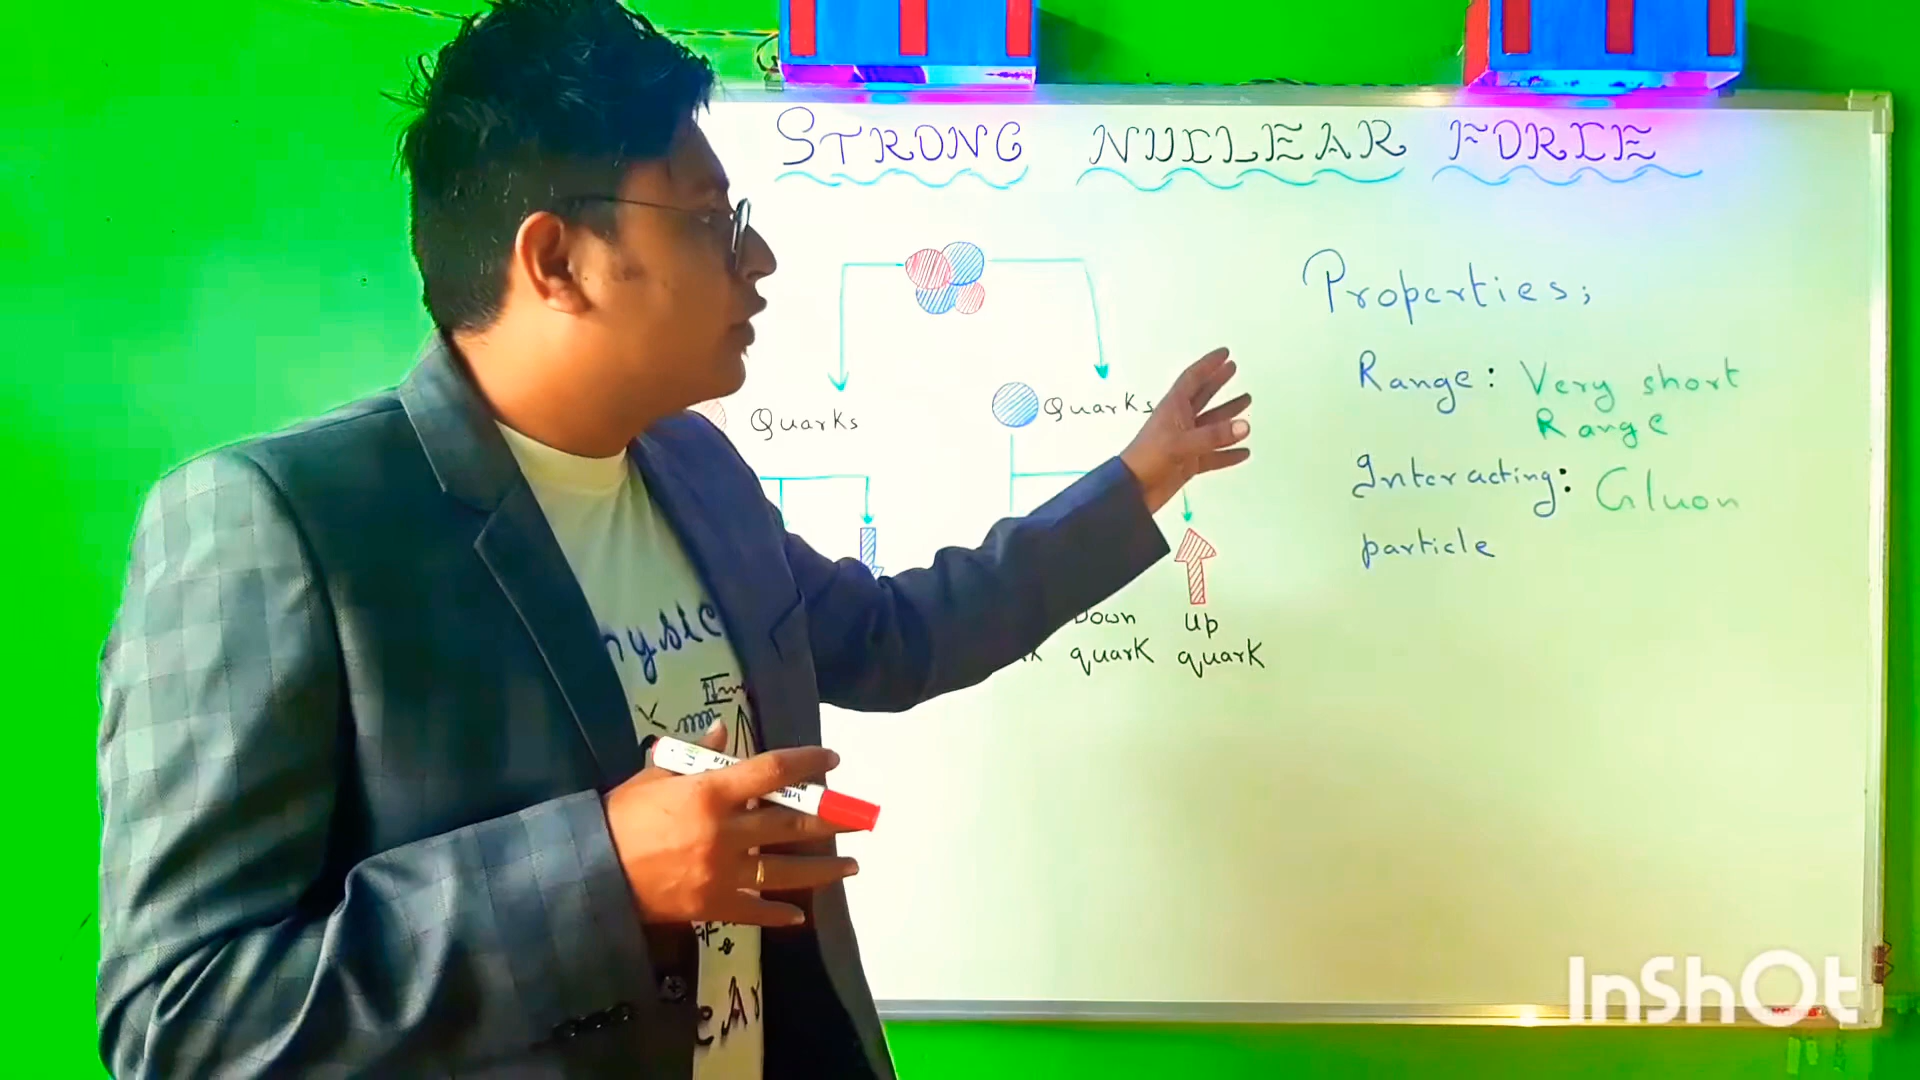 STRONG NUCLEAR FORCE
Properties;
Quarks
Quarks
Range: Very short
Range
Interacting: Gluon
particle
Down
quark
up
quark
InShOt